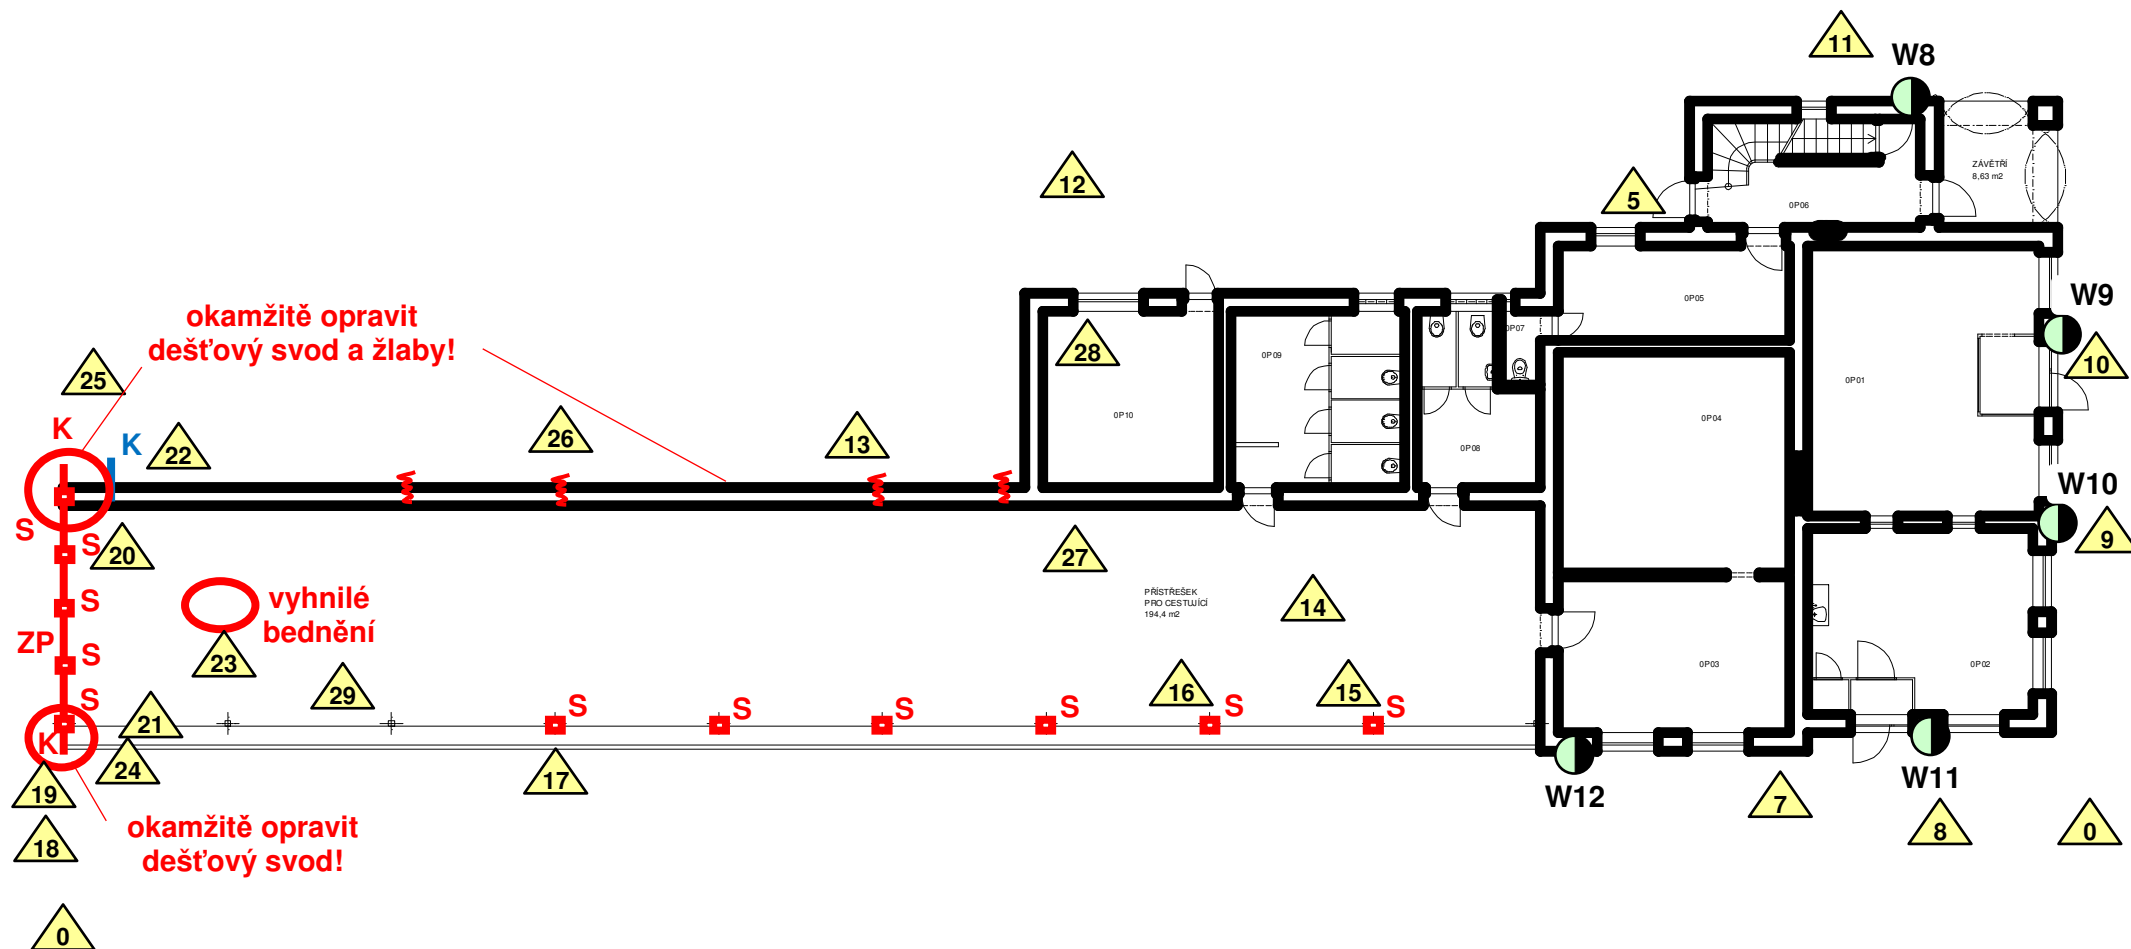 11
W8
12
ZÁVĚTŘÍ
8,63 m2
5
0P06
okamžitě opravit
dešťový svod a žlaby!
25
28
0P09
0P07
0P05
W9
10
0P10
0P01
0P04
K
K
22
26
13
0P08
W10
9
S
S
20
27
S
vyhnilé
bednění
PŘÍSTŘEŠEK
PRO CESTUJÍCÍ
194,4 m2
14
ZP
S
23
0P03
0P02
S
21
29
S
S
S
S
16
S
15
S
K
24
17
19
W12
7
W11
8
0
18
okamžitě opravit
dešťový svod!
0